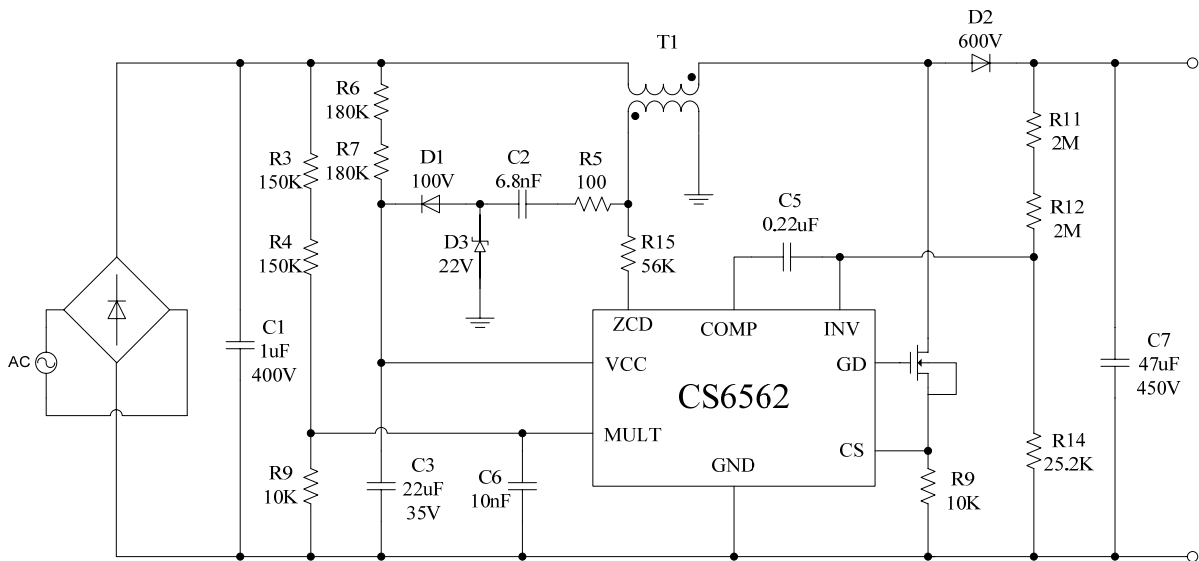 D2
600V
T1
R6
180K
R11
2M
R3
150K
R7
180K
D1
100V
C2
6.8nF
R5
100
C5
0.22uF
R12
2M
R4
150K
D3
22V
R15
56K
ZCD
COMP
INV
AC
C1
1uF
400V
VCC
GD
C7
47uF
450V
CS6562
MULT
CS
R9
10K
C3
22uF
35V
C6
10nF
GND
R9
10K
R14
25.2K